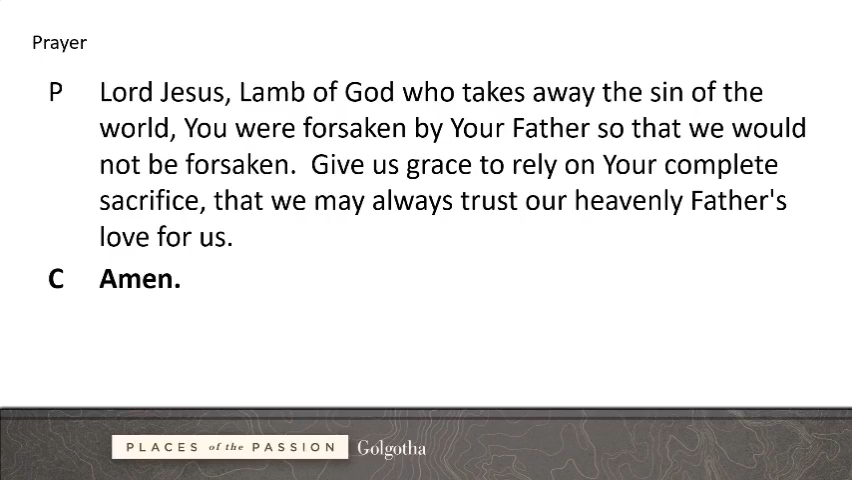 Prayer
P Lord Jesus, Lamb of God who takes away the sin of the
world, You were forsaken by Your Father so that we would
not be forsaken.  Give us grace to rely on Your complete
sacrifice, that we may always trust our heavenly Father's
love for us.
C Amen.
PLACES of the PASSION Golgotha